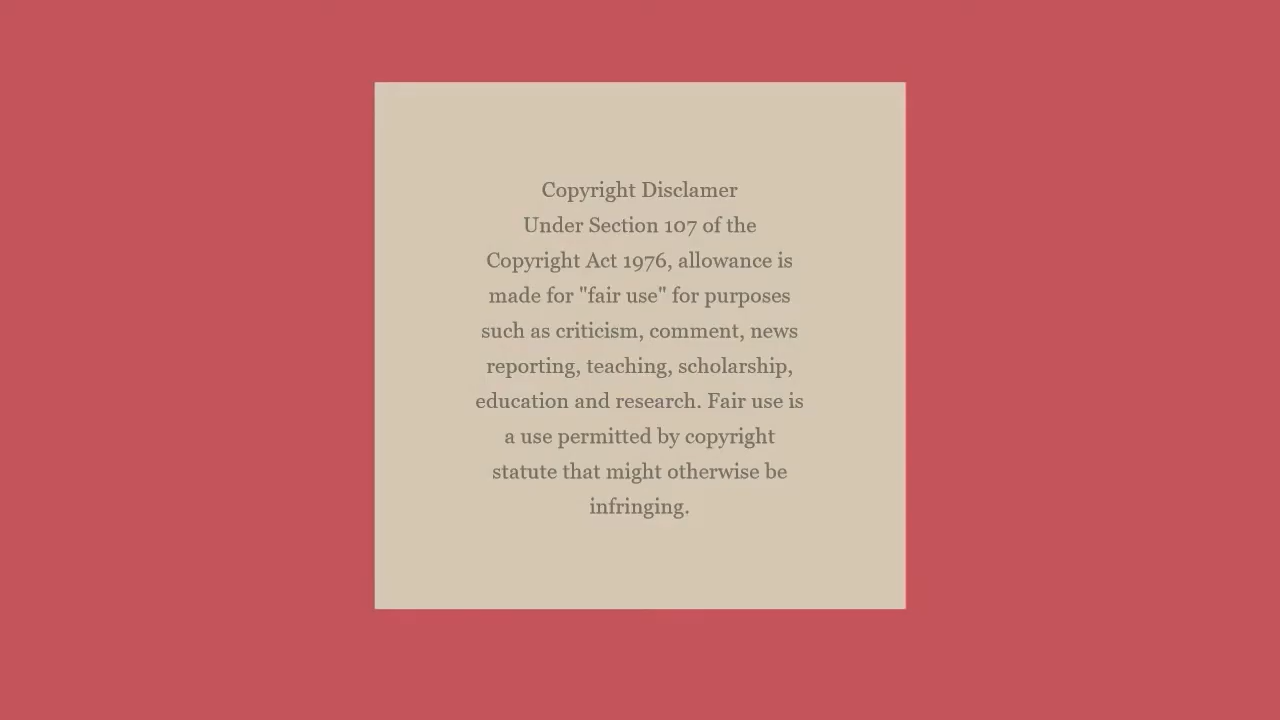 Copyright Disclamer
Under Section 107 of the
Copyright Act 1976, allowance is
made for "fair use" for purposes
such as criticism, comment, news
reporting, teaching, scholarship,
education and research. Fair use is
a use permitted by copyright
statute that might otherwise be
infringing.